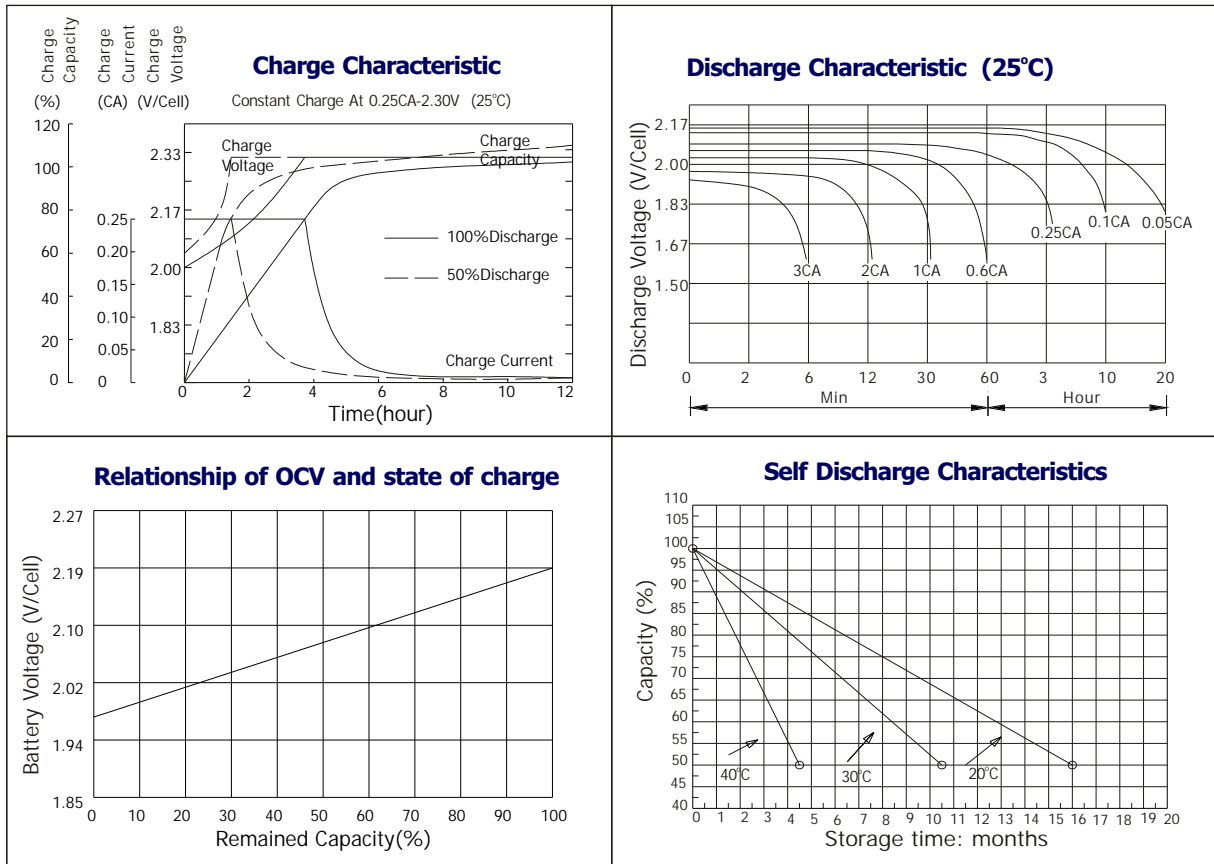 Charge Capacity
Charge Current
Charge Voltage
(%) (CA) (V/Cell)
Charge Characteristic
Constant Charge At 0.25CA-2.30V (25°C)
120
100
80
60
40
20
0
0.25
0.20
0.15
0.10
0.05
0
2.33
2.17
2.00
1.83
Charge Voltage
Charge Capacity
100%Discharge
50%Discharge
Charge Current
0 2 4 6 8 10 12
Time(hour)
Discharge Characteristic (25°C)
Discharge Voltage (V/Cell)
2.17
2.00
1.83
1.67
1.50
3CA 2CA 1CA 0.6CA 0.25CA 0.1CA 0.05CA
0 2 6 12 30 60 3 10 20
Min Hour
Relationship of OCV and state of charge
Battery Voltage (V/Cell)
2.27
2.19
2.10
2.02
1.94
1.85
0 10 20 30 40 50 60 70 80 90 100
Remained Capacity(%)
Self Discharge Characteristics
Capacity (%)
110
105
100
95
90
85
80
75
70
65
60
55
50
45
40
40°C 30°C 20°C
0 1 2 3 4 5 6 7 8 9 10 11 12 13 14 15 16 17 18 19 20
Storage time: months